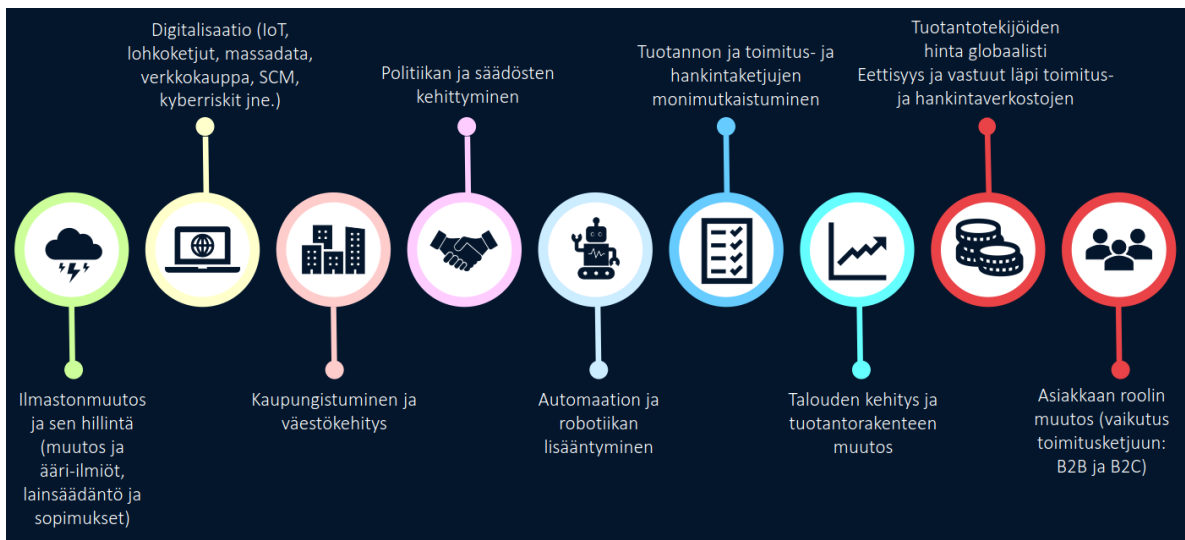 Digitalisaatio (IoT,
lohkoketjut, massadata,
verkkokauppa, SCM,
kyberriskit jne.)
Politiikan ja säädösten
kehittyminen
Tuotannon ja toimitus- ja
hankintaketjujen
monimutkaistuminen
Tuotantotekijöiden
hinta globaalisti
Eettisyys ja vastuut läpi toimitus-
ja hankintaverkostojen
Ilmastonmuutos
ja sen hillintä
(muutos ja
ääri-ilmiöt,
lainsäädäntö ja
sopimukset)
Kaupungistuminen ja
väestökehitys
Automaation ja
robotiikan
lisääntyminen
Talouden kehitys ja
tuotantorakenteen
muutos
Asiakkaan roolin
muutos (vaikutus
toimitusketjuun:
B2B ja B2C)